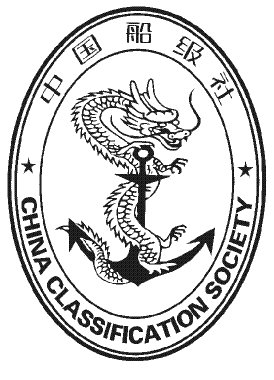 中国船级社
CHINA CLASSIFICATION SOCIETY